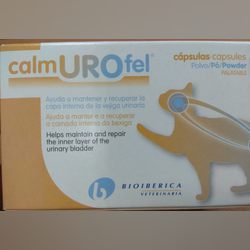 calmUROfel®
cápsulas capsules
Polvo/Pó/Powder
PALATABLE
Ayuda a mantener y recuperar la
capa interna de la vejiga urinaria
Ajuda a manter e a recuperar a
camada interna da bexiga
Helps maintain and repair
the inner layer of the
urinary bladder
BIOIBERICA
VETERINARIA